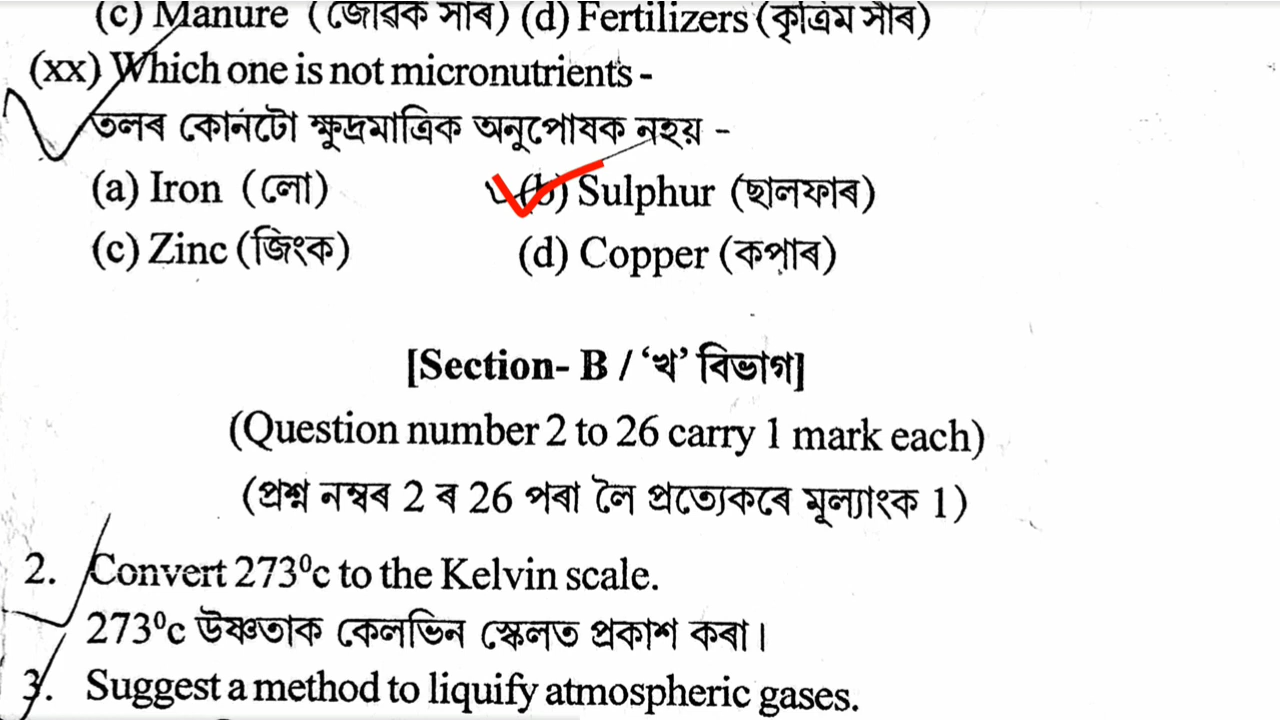 (c) Manure (জৈৱিক সাৰ) (d) Fertilizers (কৃত্ৰিম সাৰ)
(xx) Which one is not micronutrients -
তলৰ কোনটো ক্ষুদ্ৰমাত্ৰিক অনুপোষক নহয় -
(a) Iron (লো) (b) Sulphur (ছালফাৰ)
(c) Zinc (জিংক) (d) Copper (কপাৰ)
[Section- B / ‘খ’ বিভাগ]
(Question number 2 to 26 carry 1 mark each)
(প্ৰশ্ন নম্বৰ 2 ৰ 26 পৰা লৈ প্ৰত্যেকৰে মূল্যাংক 1)
2. Convert 273⁰c to the Kelvin scale.
273⁰c উষ্ণতাক কেলভিন স্কেলত প্ৰকাশ কৰা।
3. Suggest a method to liquify atmospheric gases.